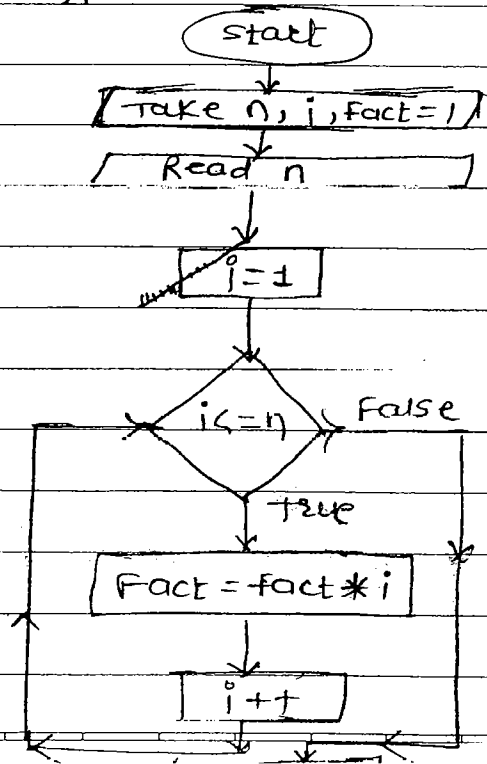 start
Take n, i, Fact=1
Read n
i=1
i<=n
False
true
Fact = fact * i
i++